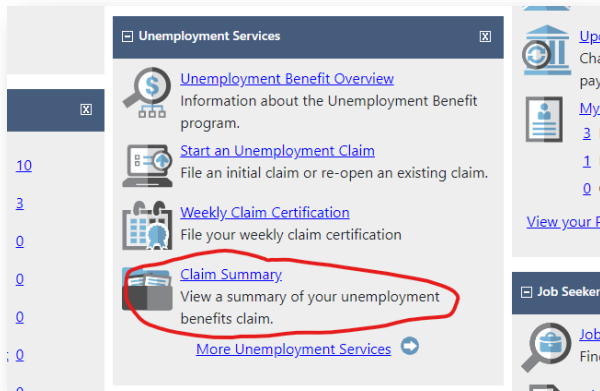 Unemployment Services
Unemployment Benefit Overview
Information about the Unemployment Benefit
program.
Start an Unemployment Claim
File an initial claim or re-open an existing claim.
Weekly Claim Certification
File your weekly claim certification
Claim Summary
View a summary of your unemployment
benefits claim.
More Unemployment Services
10
3
0
0
0
0
0
My
3
1
0
View your
Job Seeker
Job